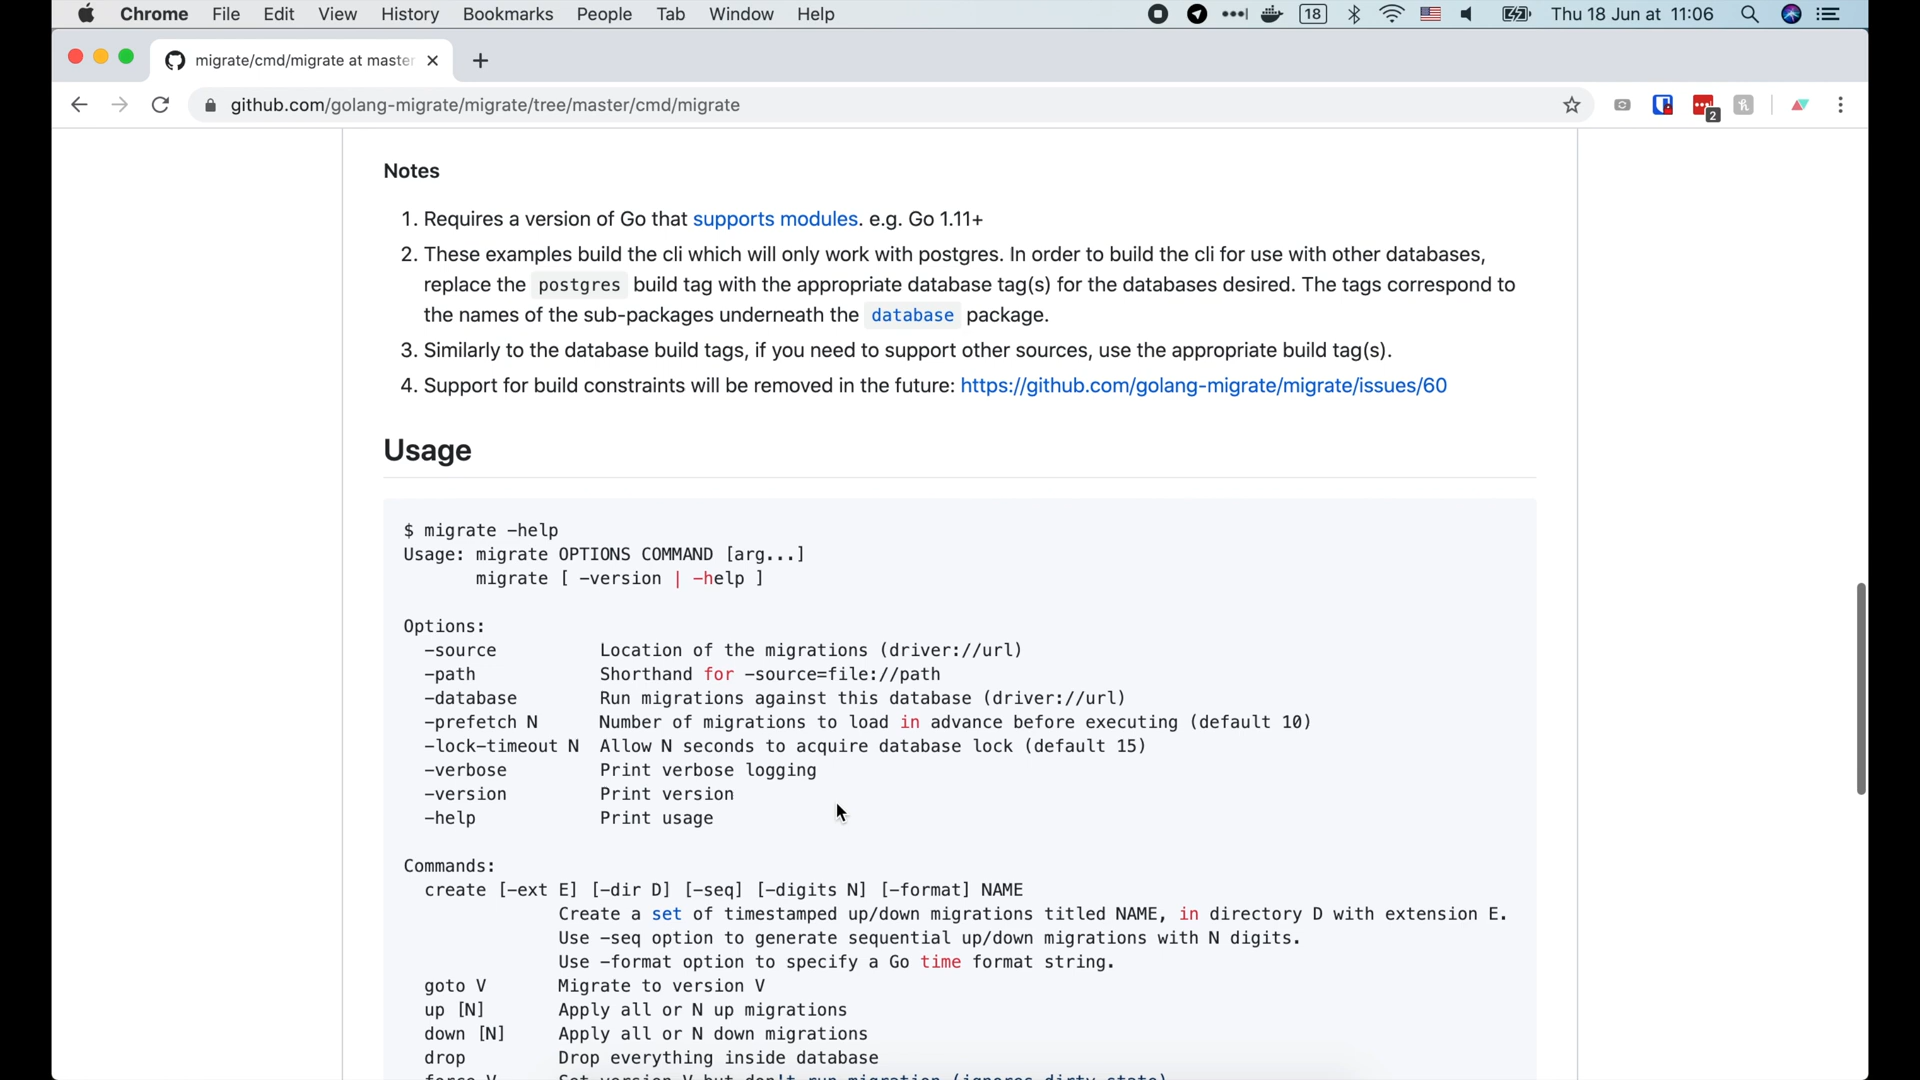 Chrome File Edit View History Bookmarks People Tab Window Help 18 Thu 18 Jun at 11:06
migrate/cmd/migrate at master
github.com/golang-migrate/migrate/tree/master/cmd/migrate 2
Notes
1. Requires a version of Go that supports modules. e.g. Go 1.11+
2. These examples build the cli which will only work with postgres. In order to build the cli for use with other databases,
replace the postgres build tag with the appropriate database tag(s) for the databases desired. The tags correspond to
the names of the sub-packages underneath the database package.
3. Similarly to the database build tags, if you need to support other sources, use the appropriate build tag(s).
4. Support for build constraints will be removed in the future: https://github.com/golang-migrate/migrate/issues/60
Usage
$ migrate -help
Usage: migrate OPTIONS COMMAND [arg...]
migrate [ -version | -help ]
Options:
-source Location of the migrations (driver://url)
-path Shorthand for -source=file://path
-database Run migrations against this database (driver://url)
-prefetch N Number of migrations to load in advance before executing (default 10)
-lock-timeout N Allow N seconds to acquire database lock (default 15)
-verbose Print verbose logging
-version Print version
-help Print usage
Commands:
create [-ext E] [-dir D] [-seq] [-digits N] [-format] NAME
Create a set of timestamped up/down migrations titled NAME, in directory D with extension E.
Use -seq option to generate sequential up/down migrations with N digits.
Use -format option to specify a Go time format string.
goto V Migrate to version V
up [N] Apply all or N up migrations
down [N] Apply all or N down migrations
drop Drop everything inside database
force V Set version V but don't run migration (ignores dirty state)